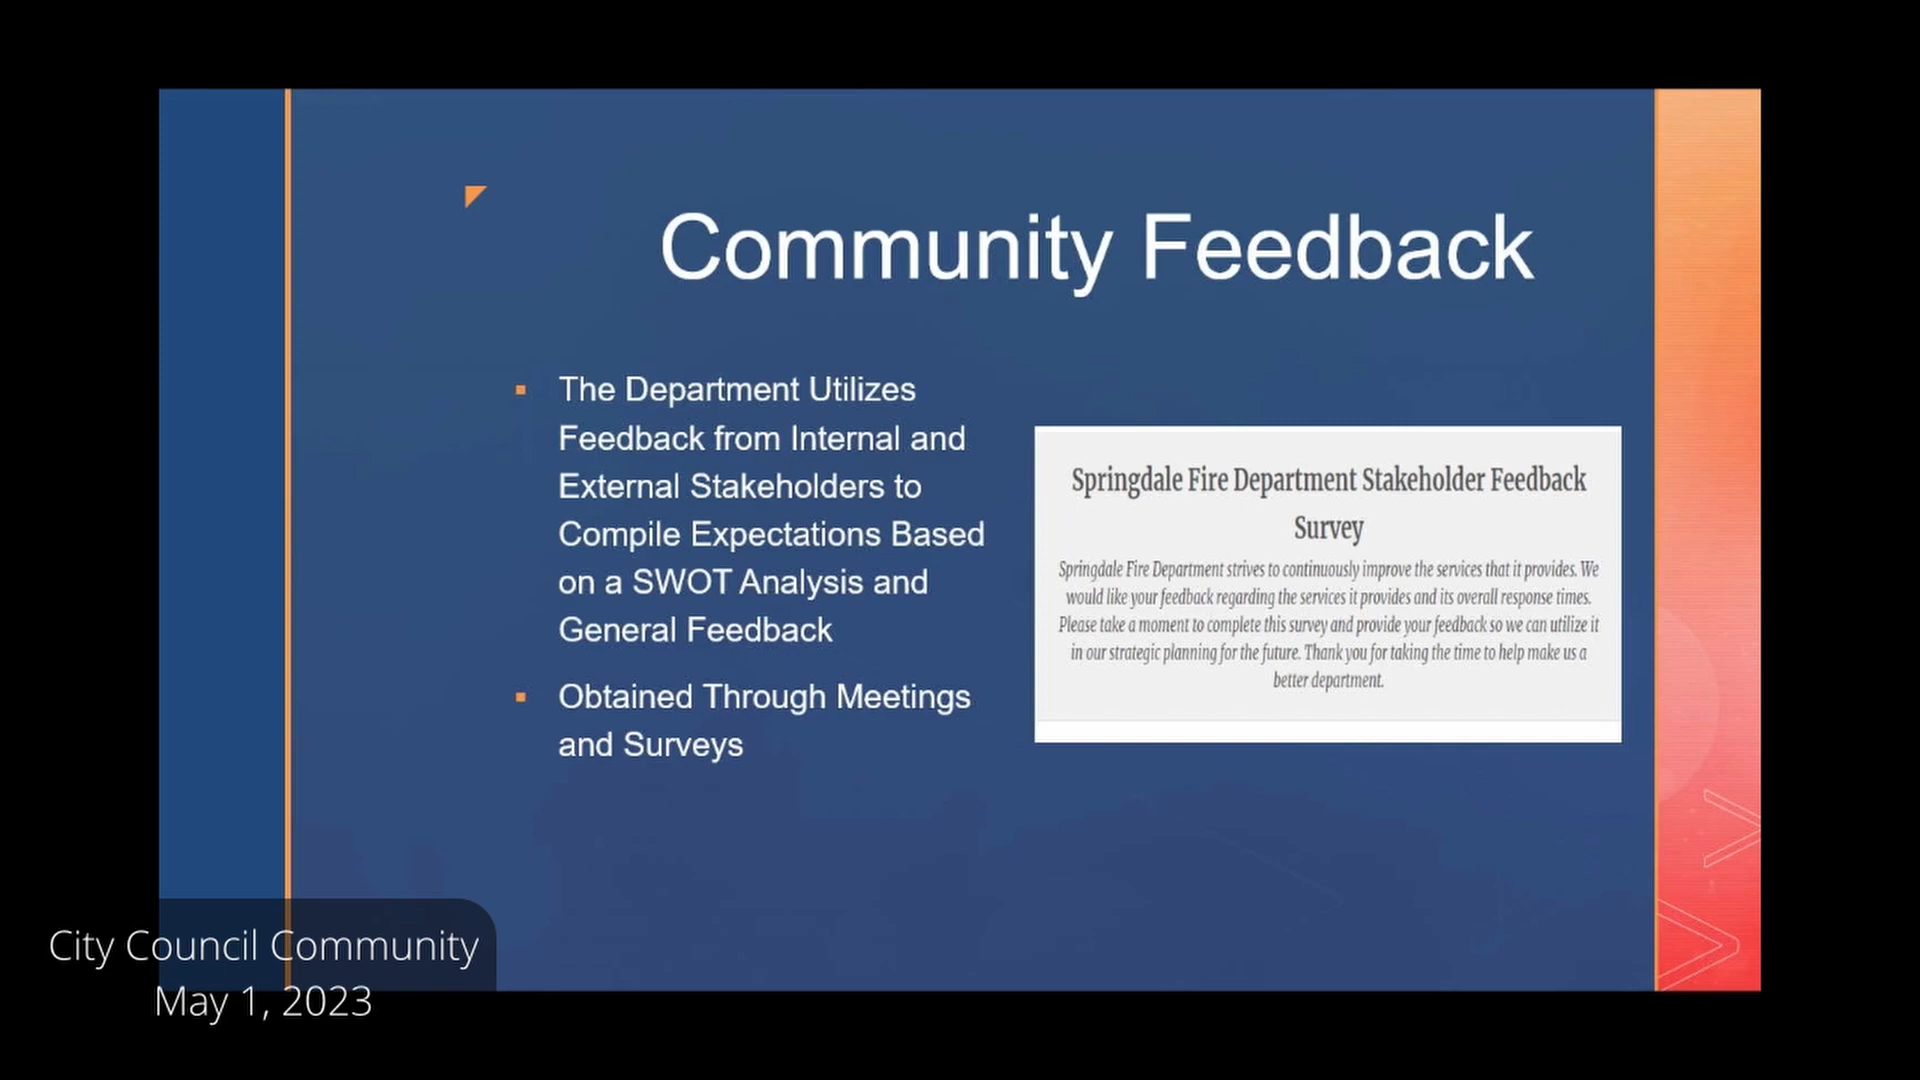 Community Feedback
The Department Utilizes
Feedback from Internal and
External Stakeholders to
Compile Expectations Based
on a SWOT Analysis and
General Feedback
Obtained Through Meetings
and Surveys
Springdale Fire Department Stakeholder Feedback
Survey
Springdale Fire Department strives to continuously improve the services that it provides. We
would like your feedback regarding the services it provides and its overall response times.
Please take a moment to complete this survey and provide your feedback so we can utilize it
in our strategic planning for the future. Thank you for taking the time to help make us a
better department.
City Council Community
May 1, 2023